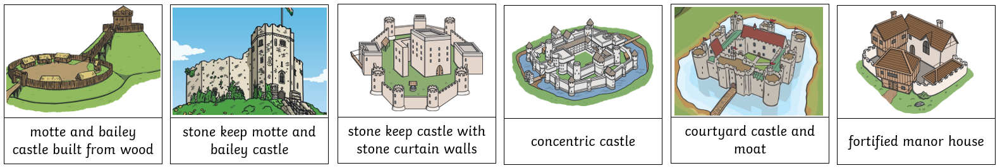 motte and bailey
castle built from wood
stone keep motte and
bailey castle
stone keep castle with
stone curtain walls
concentric castle
courtyard castle and
moat
fortified manor house